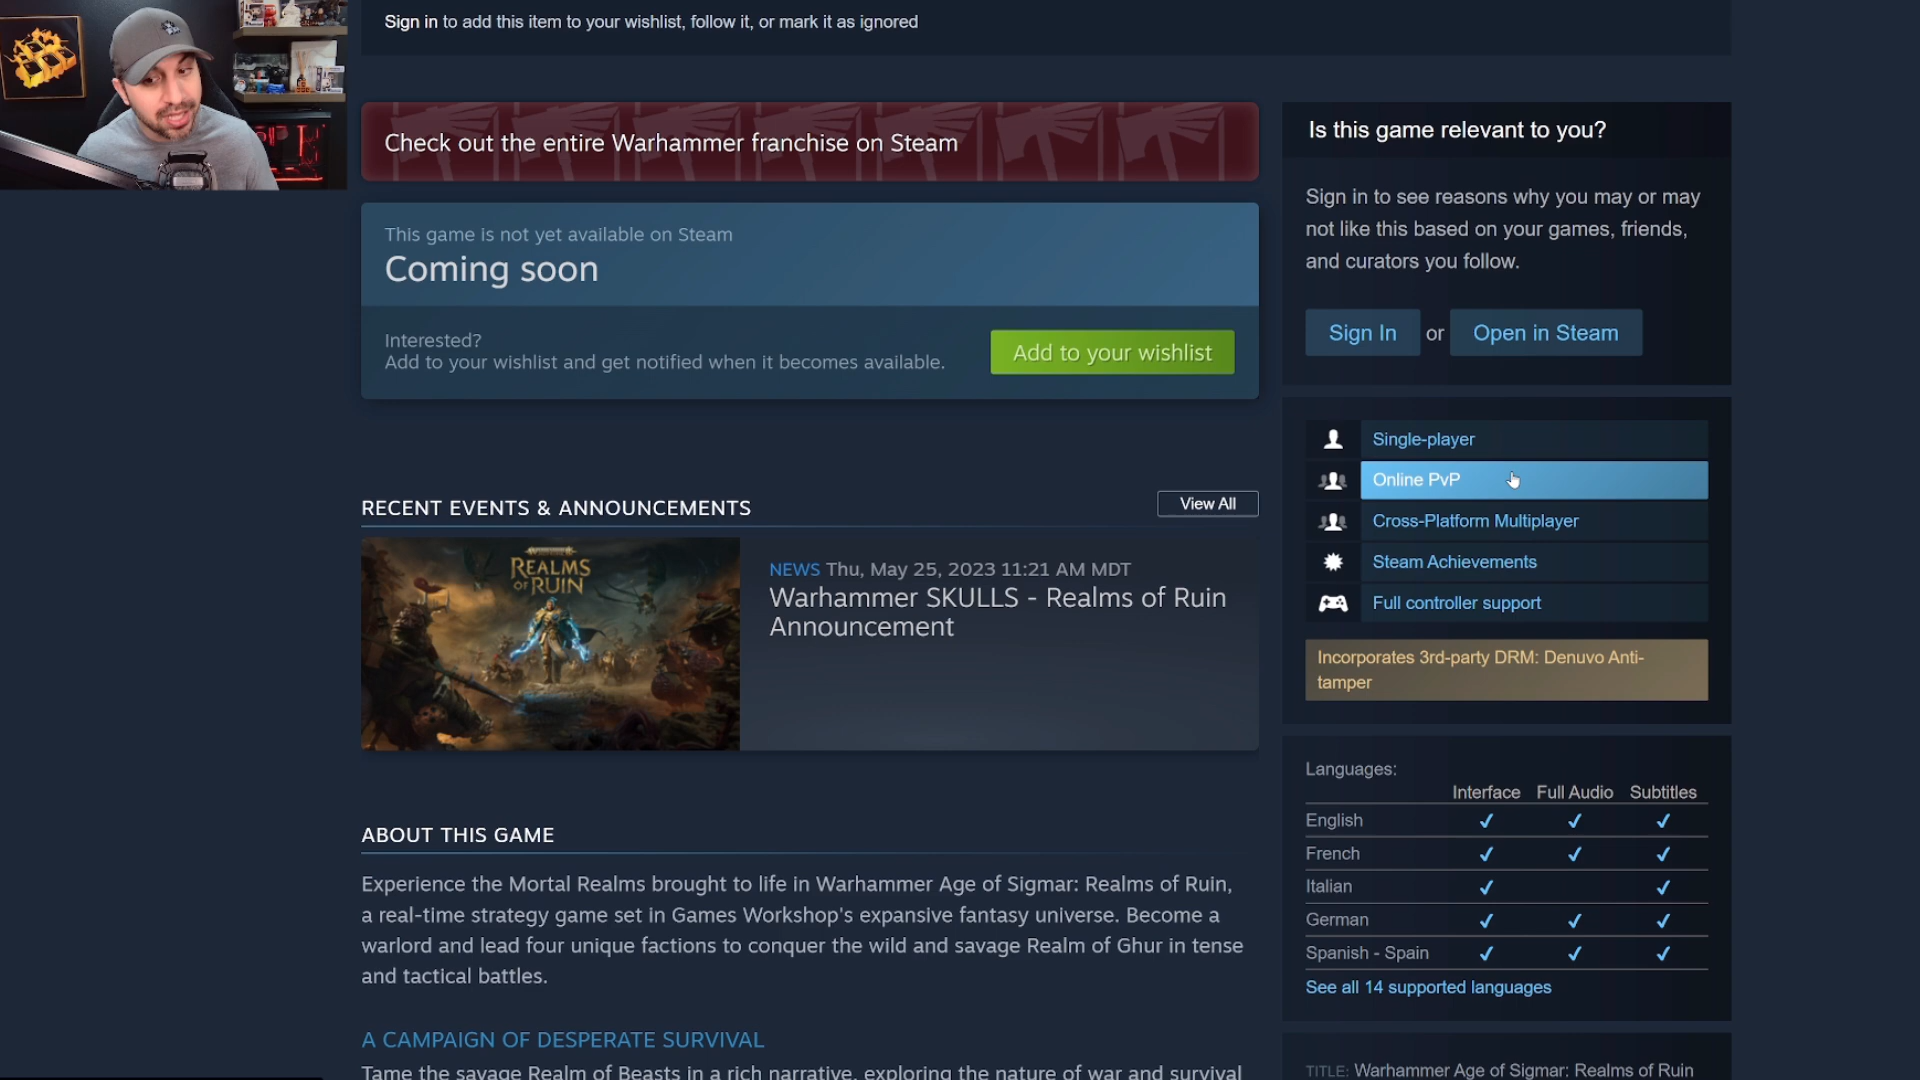 Sign in to add this item to your wishlist, follow it, or mark it as ignored
Check out the entire Warhammer franchise on Steam
This game is not yet available on Steam
Coming soon
Interested?
Add to your wishlist and get notified when it becomes available.
Add to your wishlist
RECENT EVENTS & ANNOUNCEMENTS
View All
REALMS
OF RUIN
NEWS Thu, May 25, 2023 11:21 AM MDT
Warhammer SKULLS - Realms of Ruin
Announcement
ABOUT THIS GAME
Experience the Mortal Realms brought to life in Warhammer Age of Sigmar: Realms of Ruin,
a real-time strategy game set in Games Workshop's expansive fantasy universe. Become a
warlord and lead four unique factions to conquer the wild and savage Realm of Ghur in tense
and tactical battles.
A CAMPAIGN OF DESPERATE SURVIVAL
Tame the savage Realm of Beasts in a rich narrative, exploring the nature of war and survival
Is this game relevant to you?
Sign in to see reasons why you may or may
not like this based on your games, friends,
and curators you follow.
Sign In or Open in Steam
Single-player
Online PvP
Cross-Platform Multiplayer
Steam Achievements
Full controller support
Incorporates 3rd-party DRM: Denuvo Anti-
tamper
Languages:
Interface Full Audio Subtitles
English ✓ ✓ ✓
French ✓ ✓ ✓
Italian ✓ ✓
German ✓ ✓ ✓
Spanish - Spain ✓ ✓ ✓
See all 14 supported languages
TITLE: Warhammer Age of Sigmar: Realms of Ruin